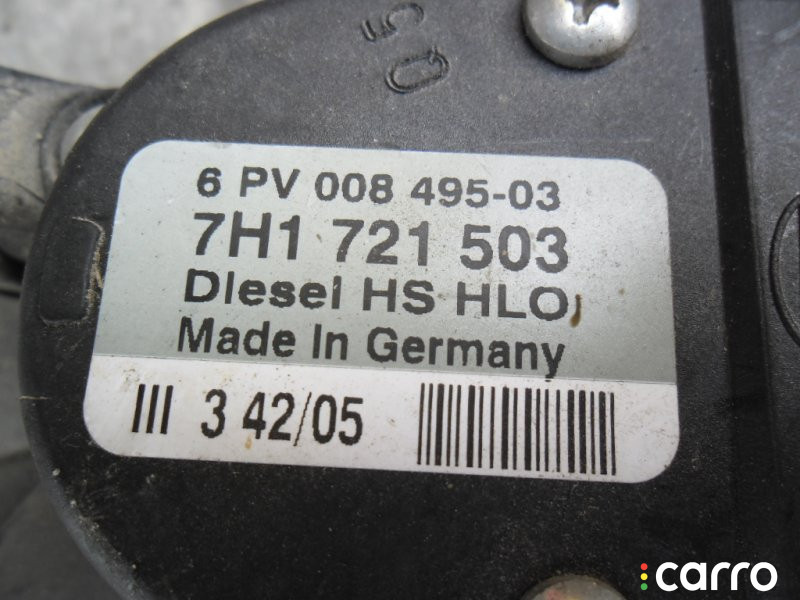 GO
6 PV 008 495-03
7H1 721 503
Diesel HS HLO
Made In Germany
III 3 42/05
carro